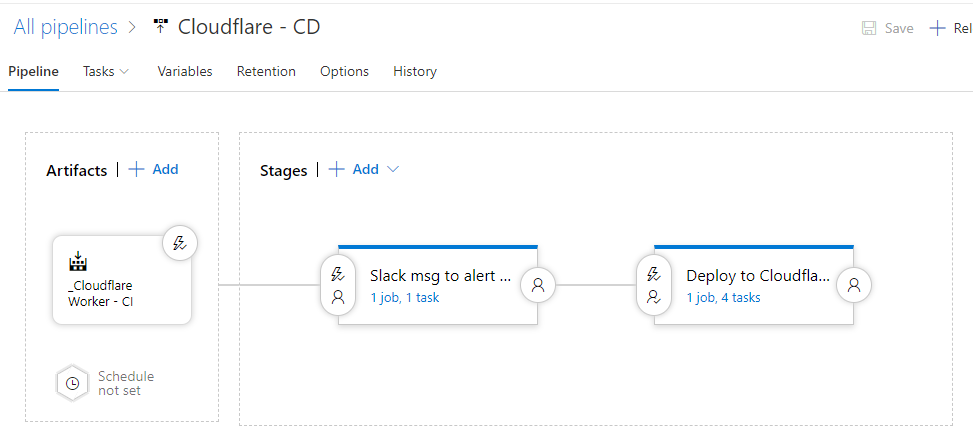 All pipelines > Cloudflare - CD
Save + Rel
Pipeline Tasks Variables Retention Options History
Artifacts | + Add
Stages | + Add
_Cloudflare
Worker - CI
Slack msg to alert ...
1 job, 1 task
Deploy to Cloudfla...
1 job, 4 tasks
Schedule
not set